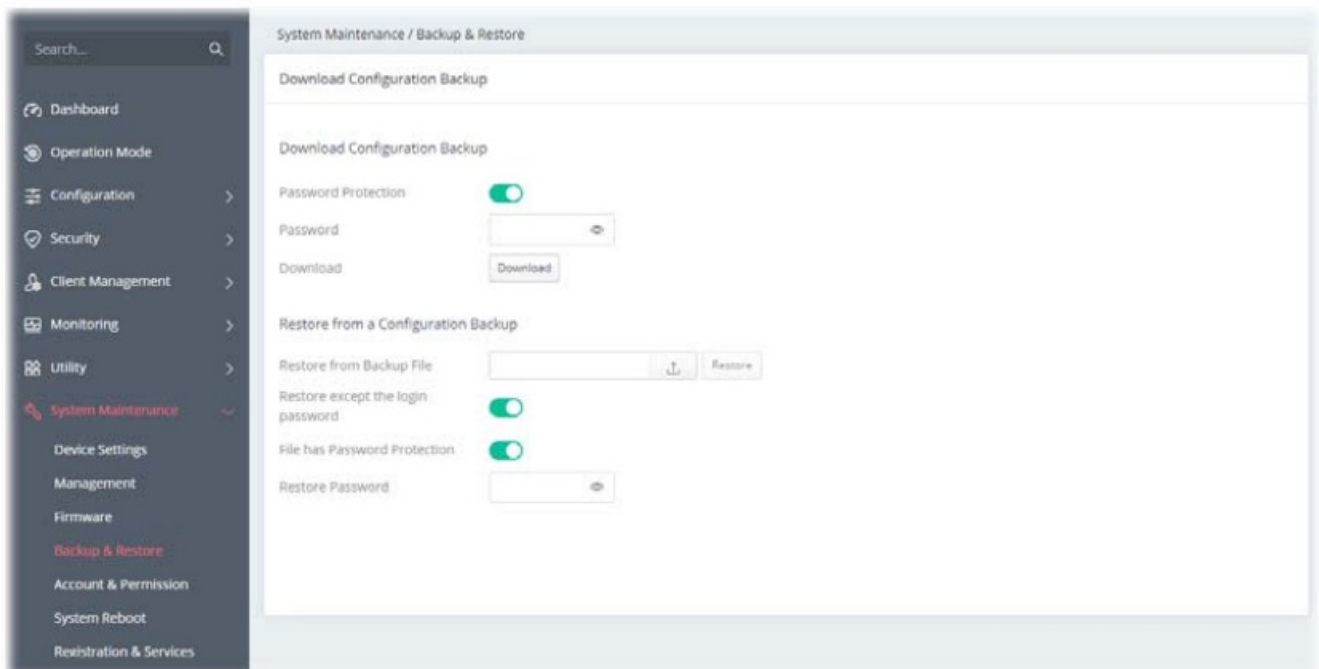 Search...
Dashboard
Operation Mode
Configuration
Security
Client Management
Monitoring
Utility
System Maintenance
Device Settings
Management
Firmware
Backup & Restore
Account & Permission
System Reboot
Registration & Services
System Maintenance / Backup & Restore
Download Configuration Backup
Download Configuration Backup
Password Protection
Password
Download
Download
Restore from a Configuration Backup
Restore from Backup File
Restore
Restore except the login
password
File has Password Protection
Restore Password